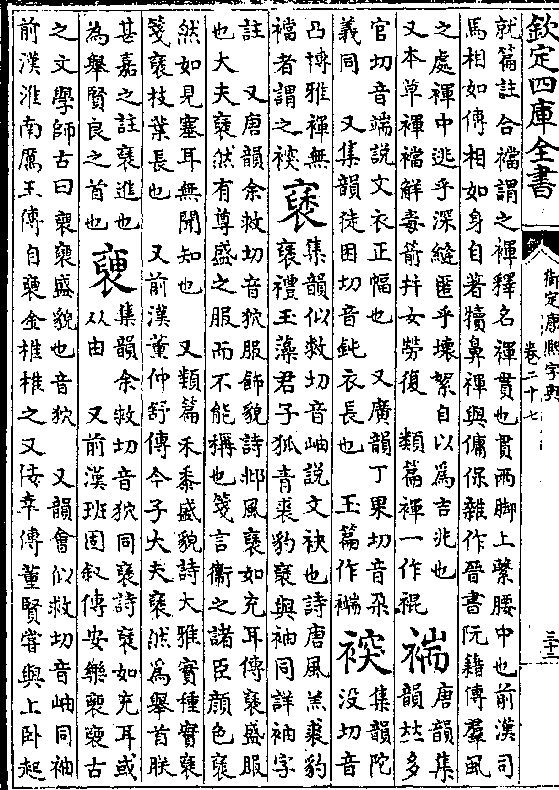 欽定四庫全書
御定康熙字典
卷二十七
三十二
就篇註合襠謂之褌釋名褌貫也貫兩脚上繫腰中也前漢司
馬相如傳相如身自著犢鼻褌與傭保雜作晉書阮籍傳羣虱
之處褌中逃乎深縫匿乎壞絮自以為吉兆也
又本草褌襠解毒箭并女勞復 類篇褌一作裩
褍
唐韻集
韻𠀤多
官切音端說文衣正幅也 又廣韻丁果切音朶
義同 又集韻徒困切音鈍衣長也 玉篇作
集韻陀
没切音
凸博雅褌無
襠者謂之
褎
集韻似救切音岫說文袂也詩唐風羔裘豹
褎禮玉藻君子狐青裘豹褎與袖同詳袖字
註 又唐韻余救切音狖服飾貌詩邶風褎如充耳傳褎盛服
也大夫褎然有尊盛之服而不能稱也箋言衞之諸臣顔色褎
然如見塞耳無聞知也 又類篇禾黍盛貌詩大雅實種實褎
箋褎枝葉長也 又前漢董仲舒傳今子大夫褎然為舉首朕
甚嘉之註褎進也
為舉賢良之首也
褏
集韻余救切音狖同褎詩褎如充耳或
从由 又前漢班固叙傳安樂褏褏古
之文學師古曰褏褏盛貌也音狖 又韻會似救切音岫同袖
前漢淮南厲王傳自褏金椎椎之又佞幸傳董賢嘗與上卧起